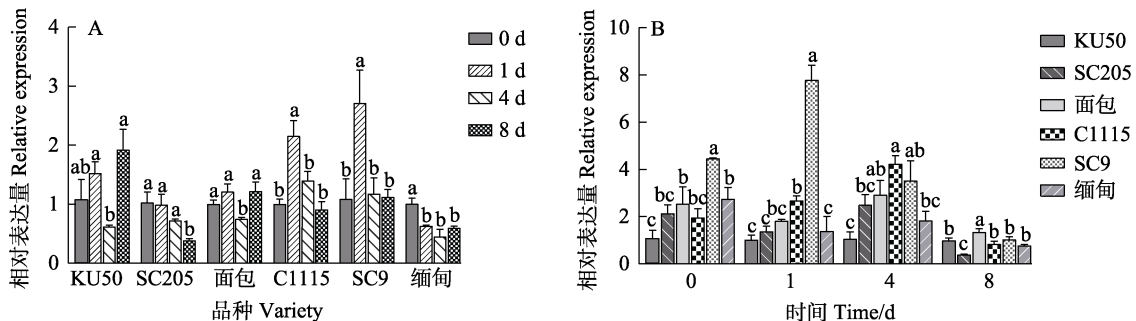 A
相对表达量 Relative expression
4
3
2
1
0
ab a b a
a a a b
a a b a
b a b b
b a b b
a b b b
KU50 SC205 面包 C1115 SC9 缅甸
品种 Variety
0 d
1 d
4 d
8 d
B
相对表达量 Relative expression
10
8
6
4
2
0
c bc b bc a b
c c bc b a c
c bc ab a ab bc
b c a b b b
0 1 4 8
时间 Time/d
KU50
SC205
面包
C1115
SC9
缅甸